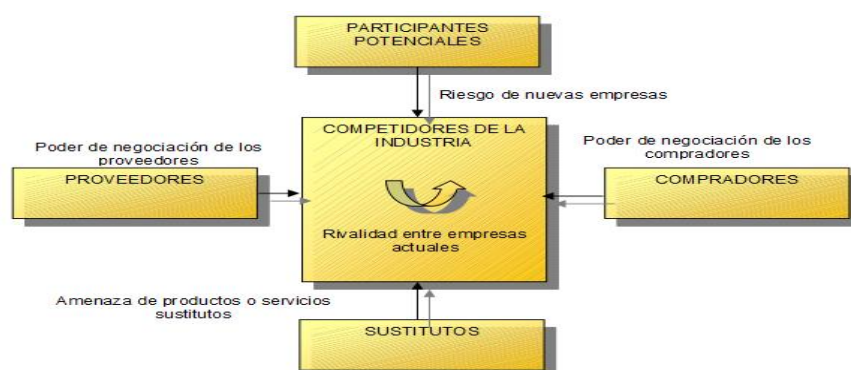 PARTICIPANTES
POTENCIALES
Riesgo de nuevas empresas
COMPETIDORES DE LA
INDUSTRIA
Poder de negociación de los
proveedores
PROVEEDORES
Poder de negociación de los
compradores
COMPRADORES
Rivalidad entre empresas
actuales
Amenaza de productos o servicios
sustitutos
SUSTITUTOS